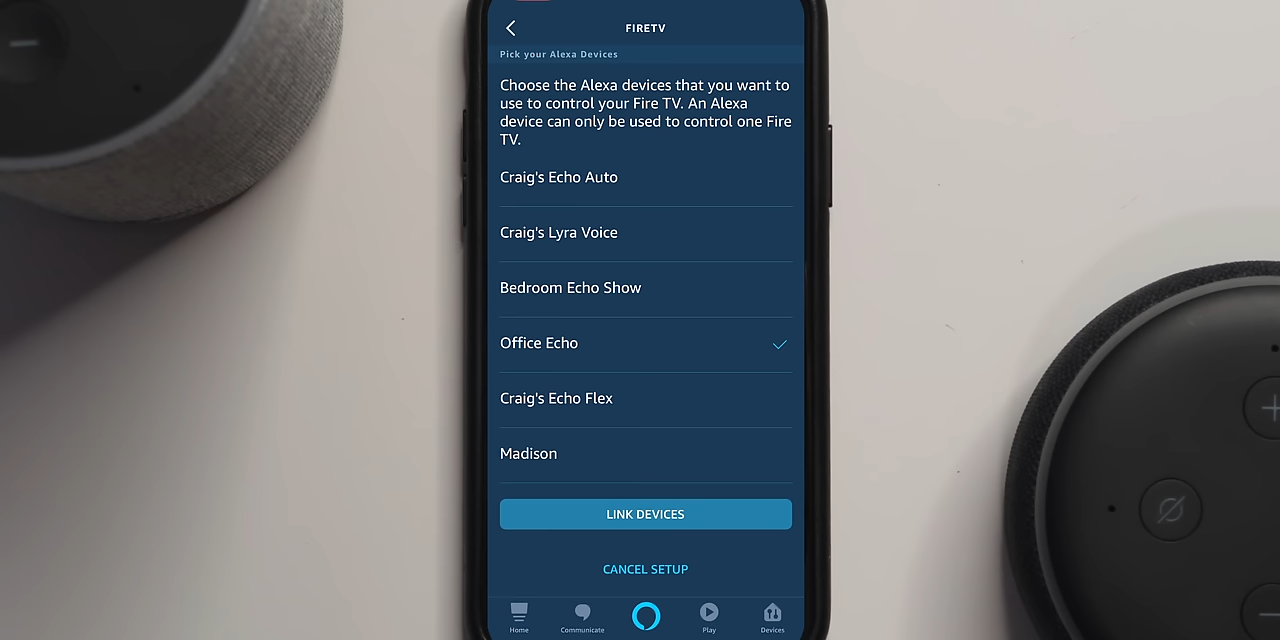 FIRETV
Pick your Alexa Devices
Choose the Alexa devices that you want to
use to control your Fire TV. An Alexa
device can only be used to control one Fire
TV.
Craig's Echo Auto
Craig's Lyra Voice
Bedroom Echo Show
Office Echo
Craig's Echo Flex
Madison
LINK DEVICES
CANCEL SETUP
Home Communicate Play Devices